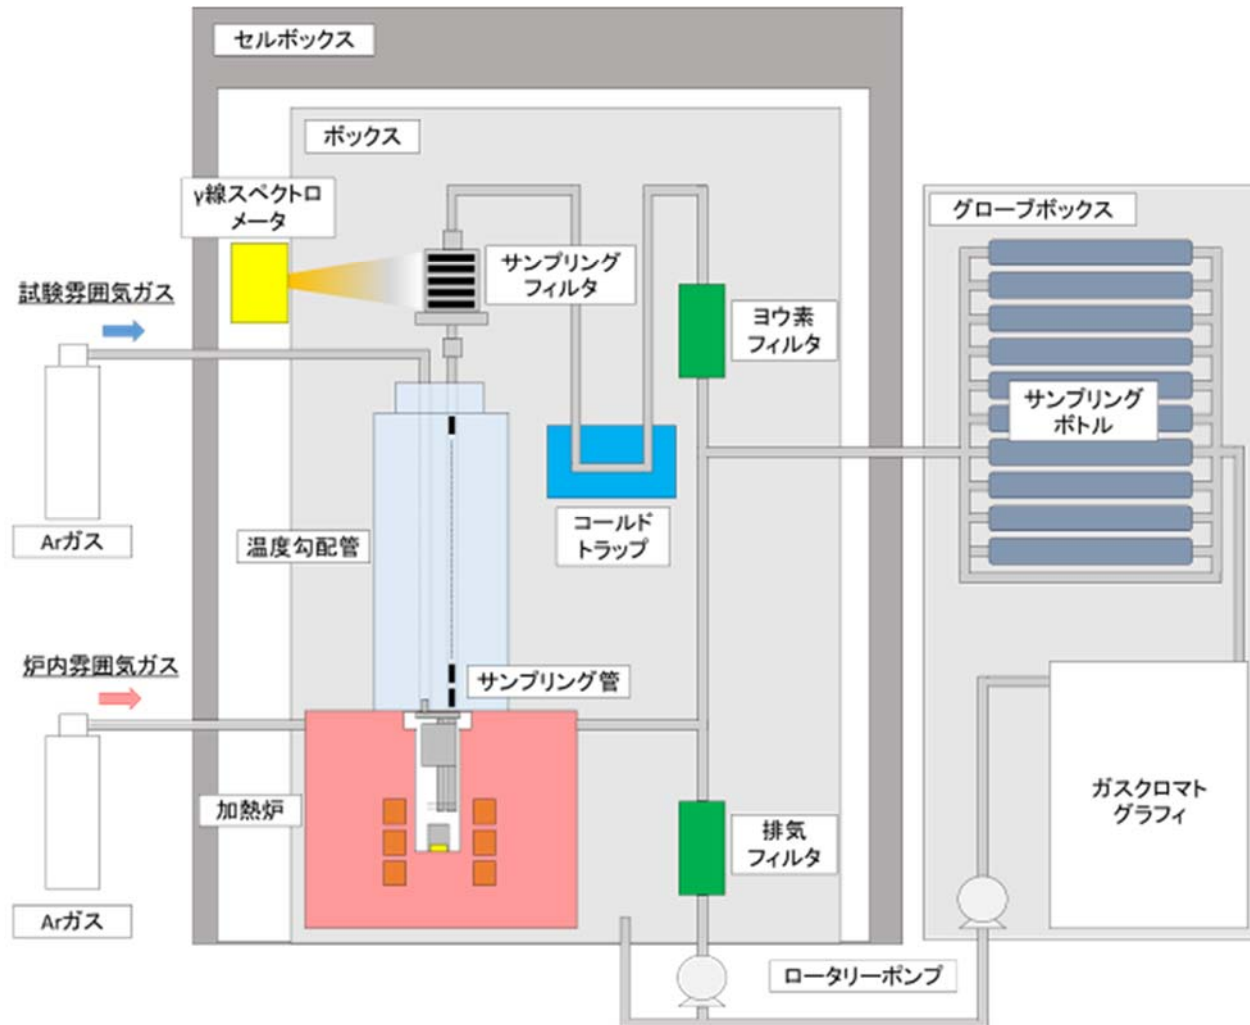 セルボックス
ボックス
γ線スペクトロ
メータ
サンプリング
フィルタ
試験雰囲気ガス
ヨウ素
フィルタ
グローブボックス
サンプリング
ボトル
Arガス
温度勾配管
コールド
トラップ
炉内雰囲気ガス
サンプリング管
加熱炉
Arガス
排気
フィルタ
ガスクロマト
グラフィ
ロータリーポンプ